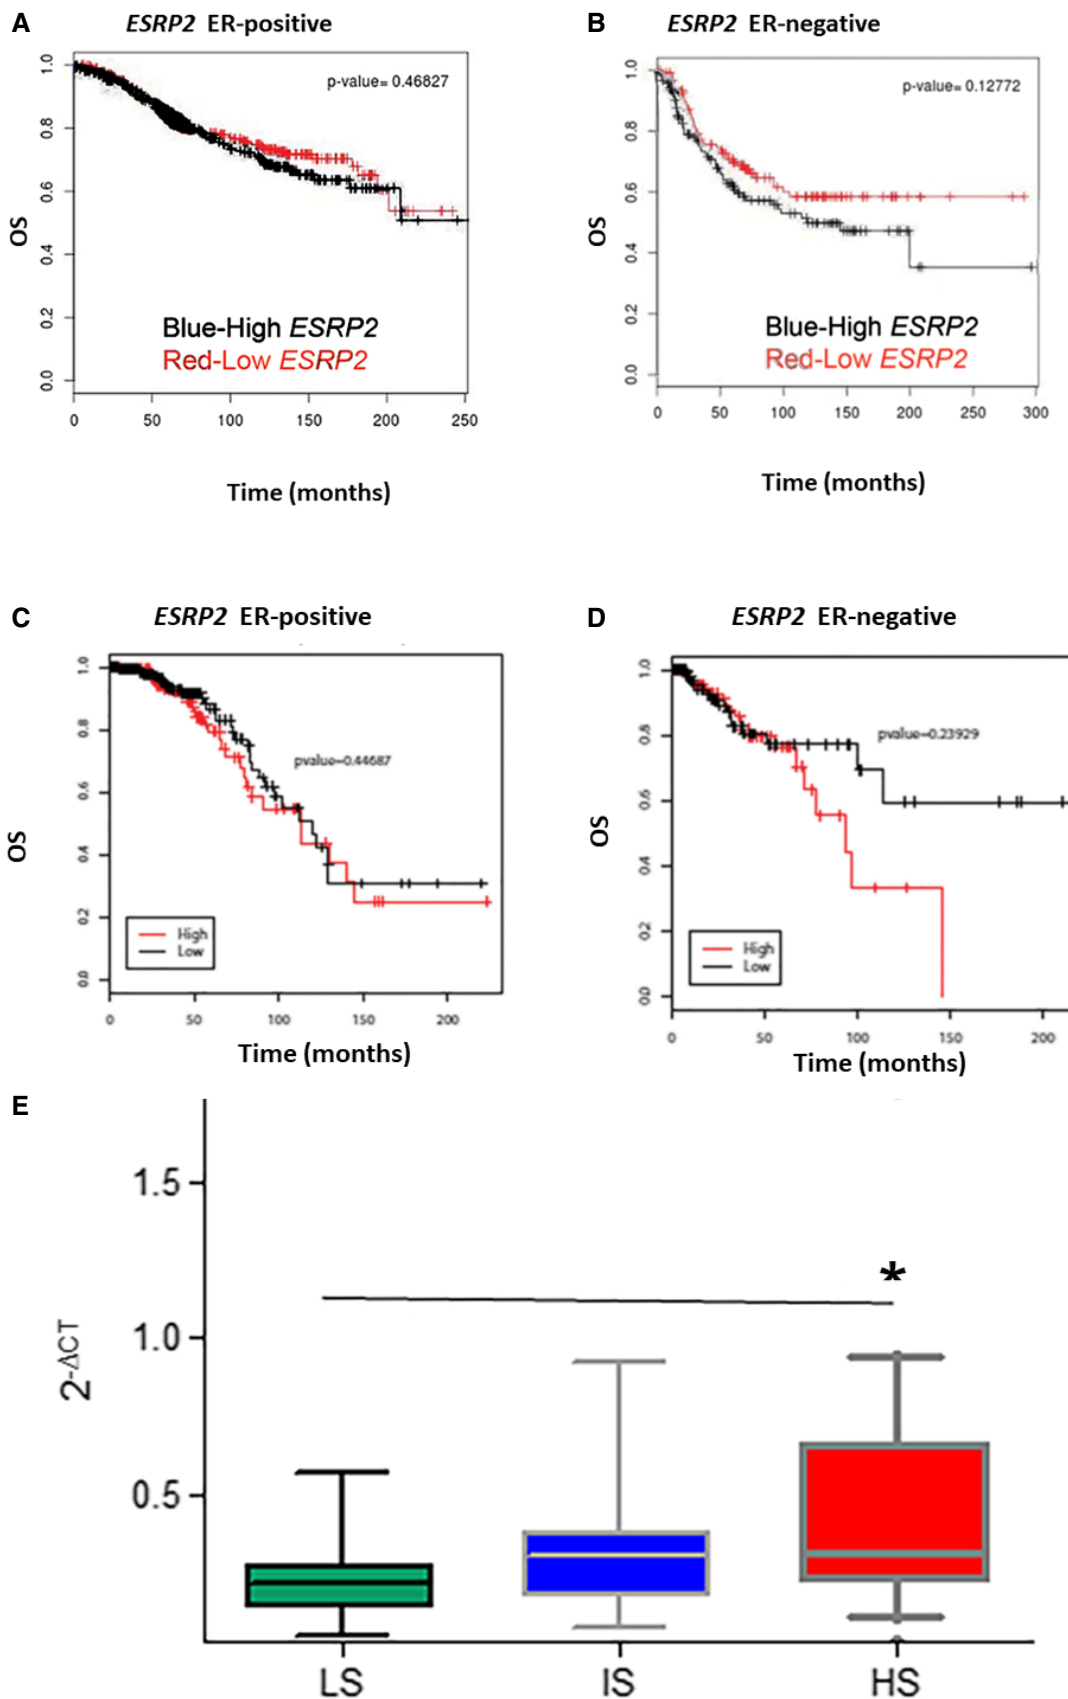 A
ESRP2 ER-positive
p-value= 0.46827
1.0
0.8
0.6
0.4
0.2
0.0
OS
Blue-High ESRP2
Red-Low ESRP2
0 50 100 150 200 250
Time (months)
B
ESRP2 ER-negative
p-value= 0.12772
1.0
0.8
0.6
0.4
0.2
0.0
OS
Blue-High ESRP2
Red-Low ESRP2
0 50 100 150 200 250 300
Time (months)
C
ESRP2 ER-positive
pvalue=0.44687
1.0
0.8
0.6
0.4
0.2
0.0
OS
High
Low
0 50 100 150 200
Time (months)
D
ESRP2 ER-negative
pvalue=0.23929
1.0
0.8
0.6
0.4
0.2
0.0
OS
High
Low
0 50 100 150 200
Time (months)
E
1.5
1.0
0.5
2-ΔCT
*
LS IS HS